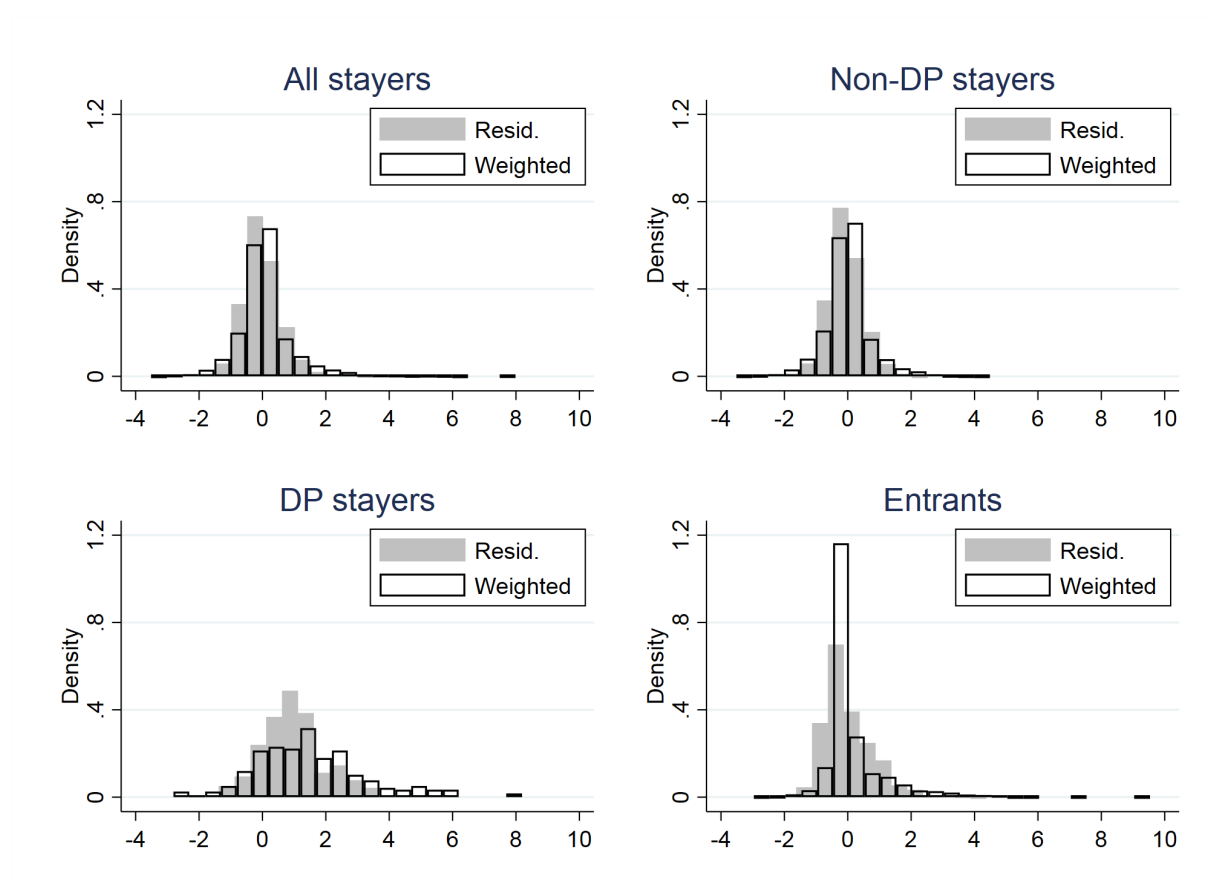 All stayers
1.2
.8
.4
0
Density
Resid.
Weighted
-4 -2 0 2 4 6 8 10
Non-DP stayers
1.2
.8
.4
0
Density
Resid.
Weighted
-4 -2 0 2 4 6 8 10
DP stayers
1.2
.8
.4
0
Density
Resid.
Weighted
-4 -2 0 2 4 6 8 10
Entrants
1.2
.8
.4
0
Density
Resid.
Weighted
-4 -2 0 2 4 6 8 10